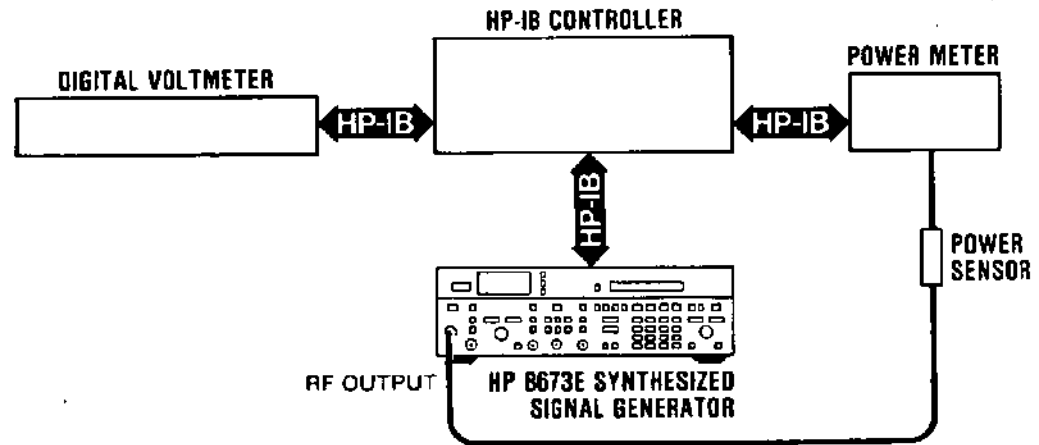 HP-IB CONTROLLER
DIGITAL VOLTMETER
POWER METER
HP-IB
HP-IB
HP-IB
POWER
SENSOR
RF OUTPUT
HP 8673E SYNTHESIZED
SIGNAL GENERATOR